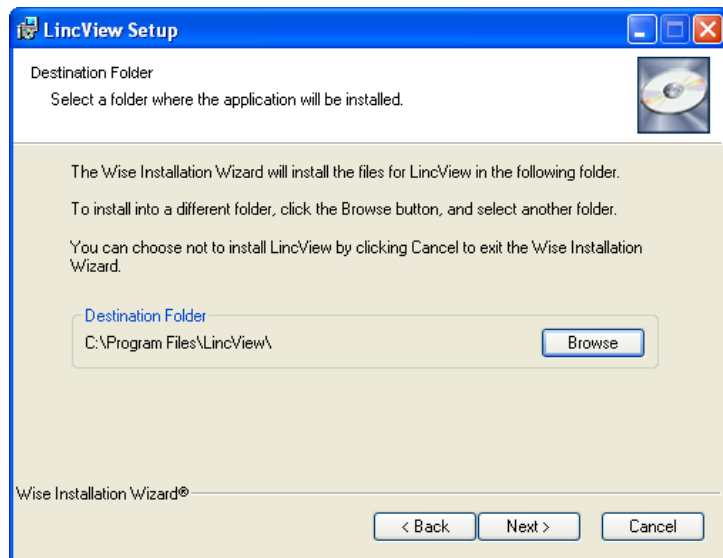 LincView Setup
Destination Folder
Select a folder where the application will be installed.
The Wise Installation Wizard will install the files for LincView in the following folder.
To install into a different folder, click the Browse button, and select another folder.
You can choose not to install LincView by clicking Cancel to exit the Wise Installation
Wizard.
Destination Folder
C:\Program Files\LincView\
Browse
Wise Installation Wizard®
< Back
Next >
Cancel